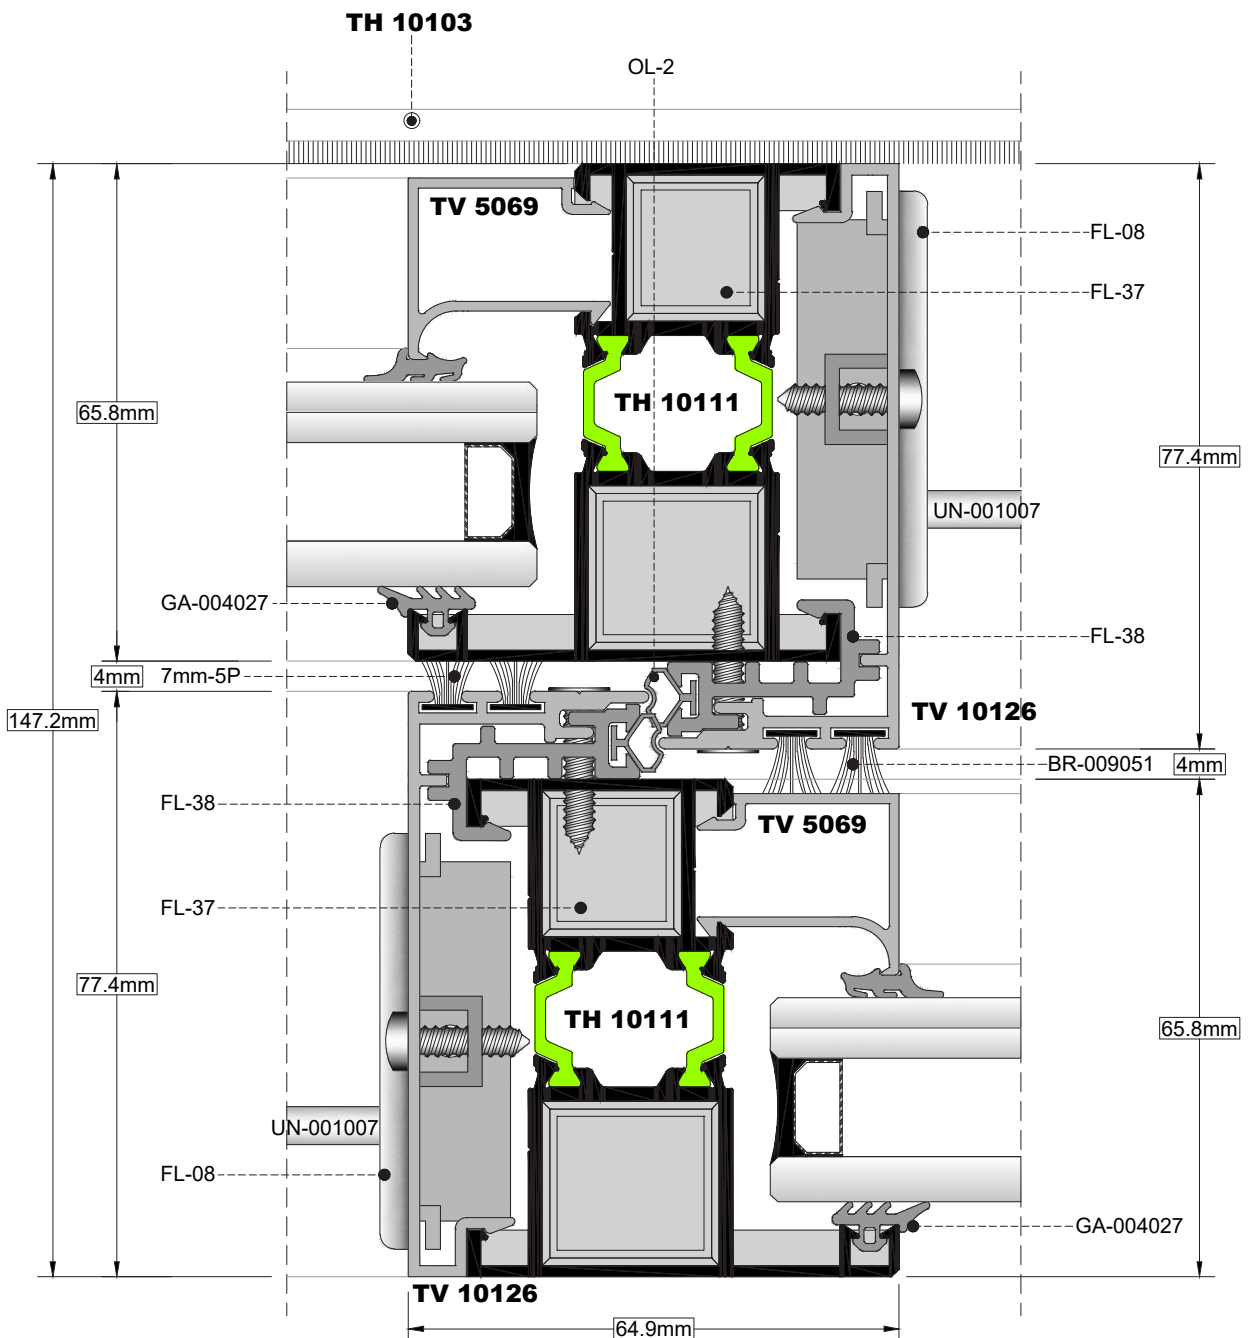 TH 10103
OL-2
TV 5069
FL-08
FL-37
TH 10111
65.8mm
77.4mm
UN-001007
GA-004027
FL-38
4mm
7mm-5P
147.2mm
TV 10126
BR-009051
4mm
FL-38
TV 5069
FL-37
77.4mm
TH 10111
65.8mm
UN-001007
FL-08
GA-004027
TV 10126
64.9mm